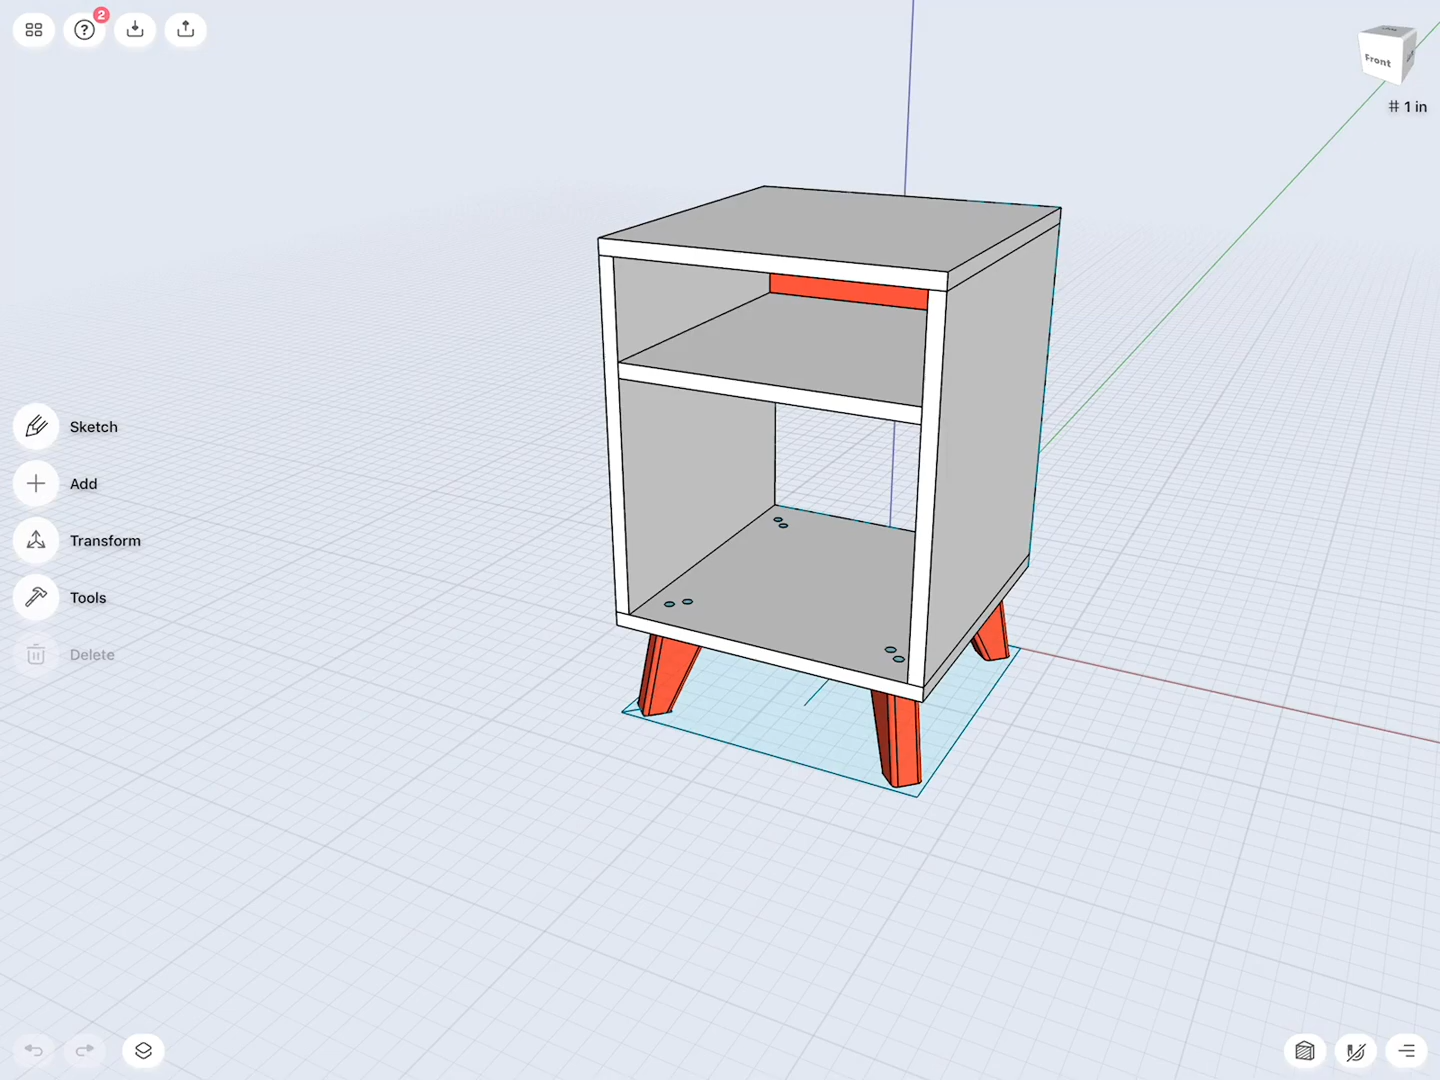 2
Front
# 1 in
Sketch
Add
Transform
Tools
Delete